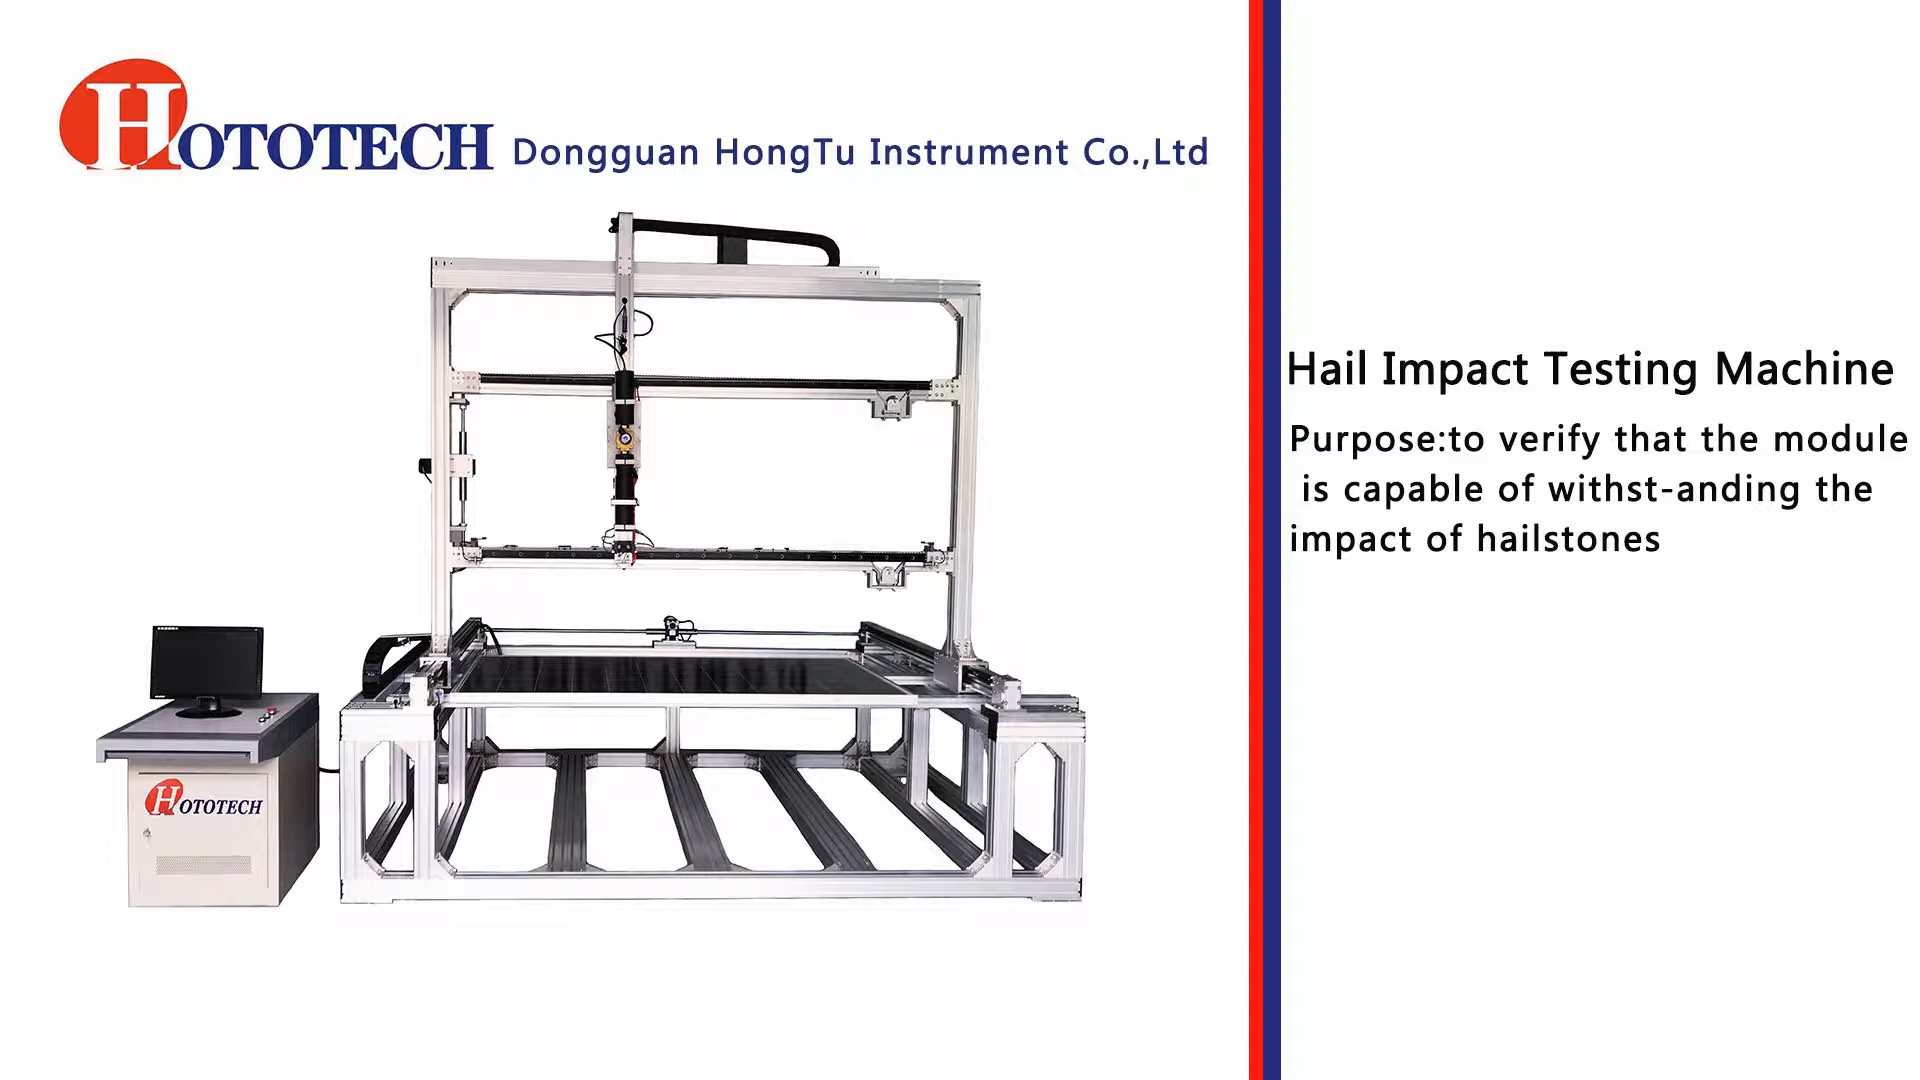 HOTOTECH Dongguan HongTu Instrument Co.,Ltd
HOTOTECH
Hail Impact Testing Machine
Purpose:to verify that the module
is capable of withst-anding the
impact of hailstones